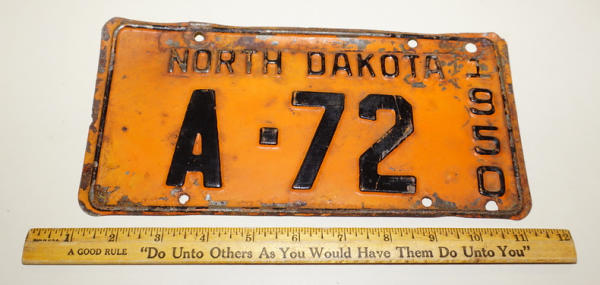 NORTH DAKOTA
A-72
1950
1 2 3 4 5 6 7 8 9 10 11 12
A GOOD RULE "Do Unto Others As You Would Have Them Do Unto You"